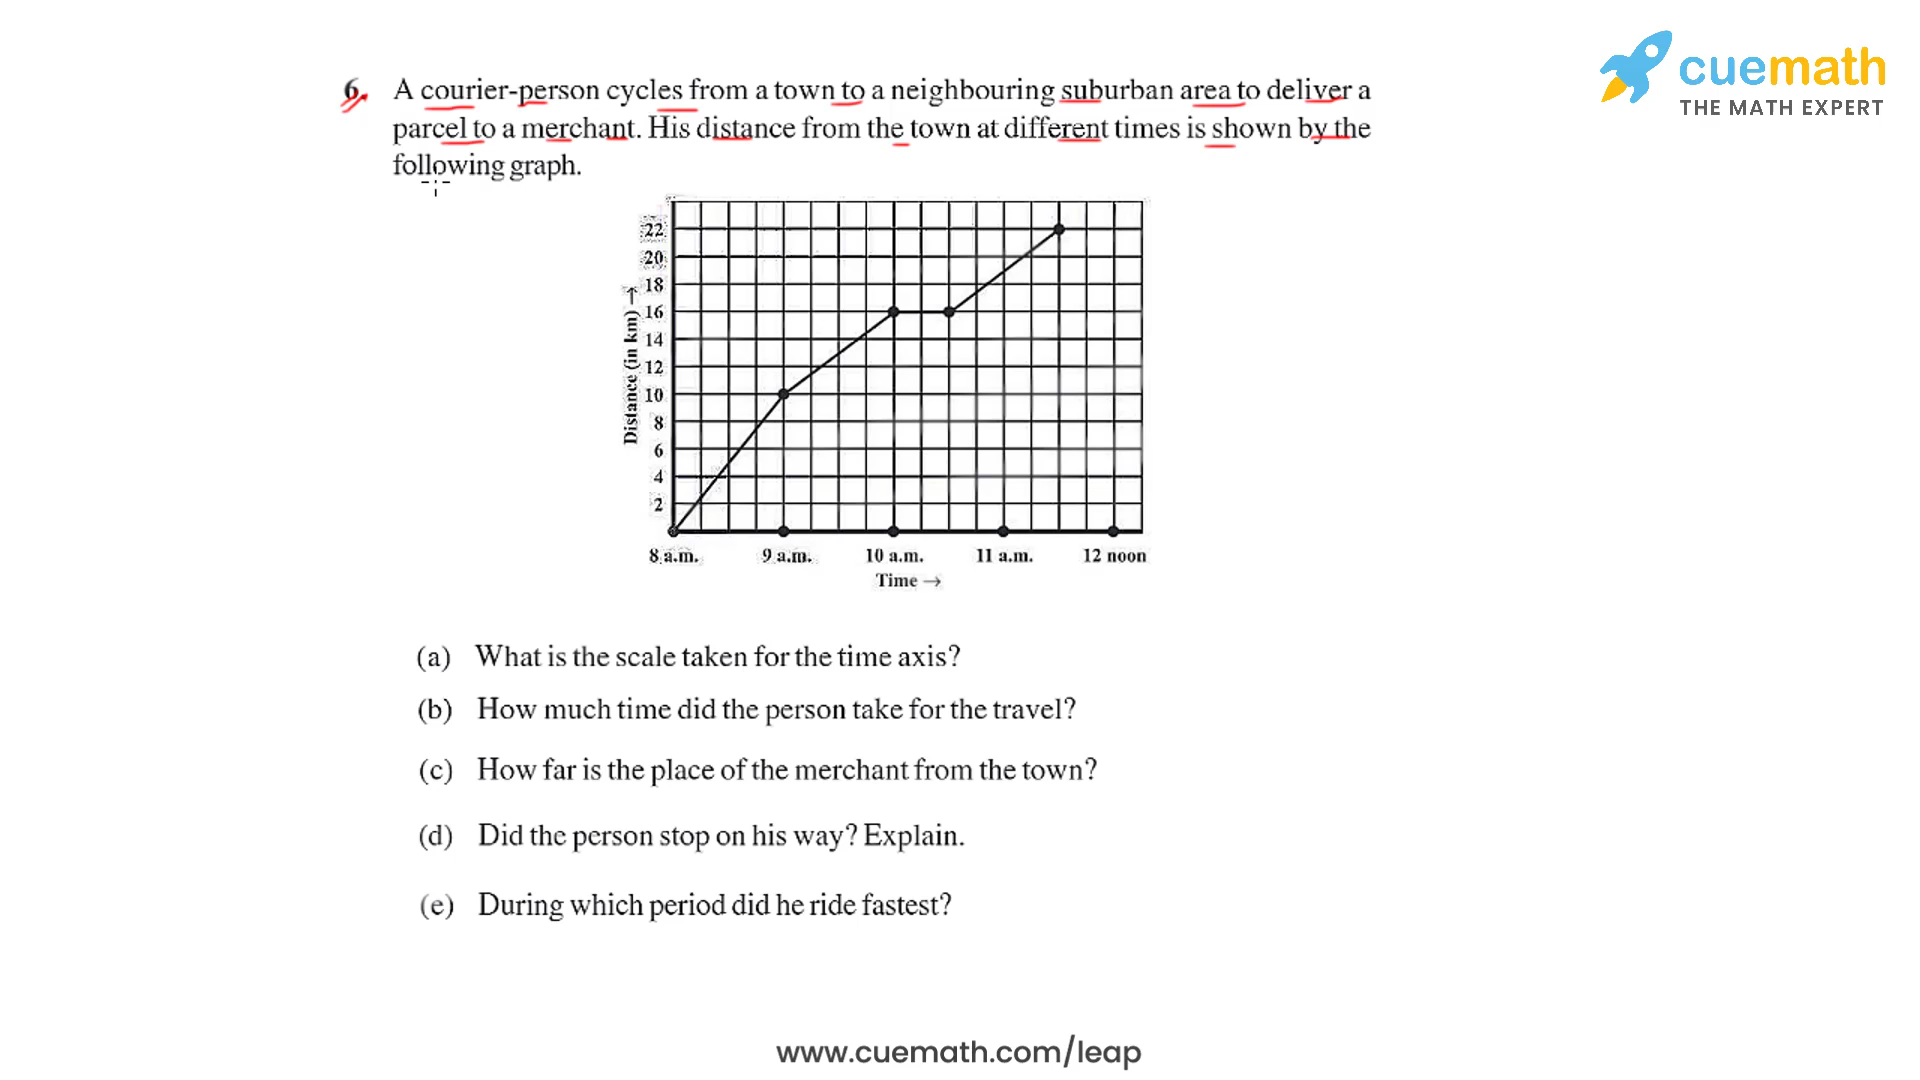 cuemath
THE MATH EXPERT
6. A courier-person cycles from a town to a neighbouring suburban area to deliver a
parcel to a merchant. His distance from the town at different times is shown by the
following graph.
22
20
18
16
14
12
10
8
6
4
2
Distance (in km) →
8 a.m. 9 a.m. 10 a.m. 11 a.m. 12 noon
Time →
(a) What is the scale taken for the time axis?
(b) How much time did the person take for the travel?
(c) How far is the place of the merchant from the town?
(d) Did the person stop on his way? Explain.
(e) During which period did he ride fastest?
www.cuemath.com/leap